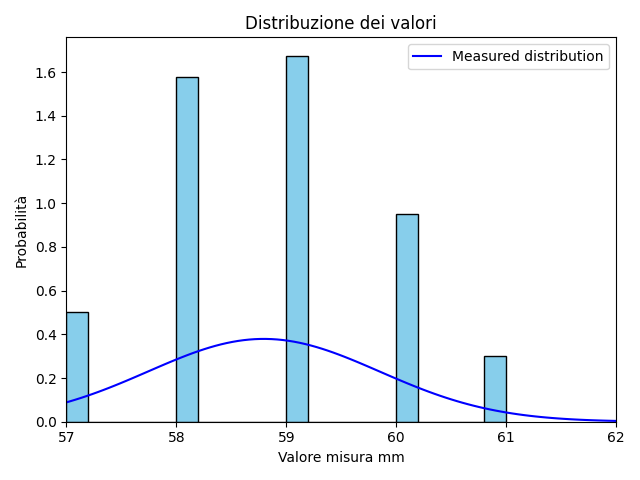 Distribuzione dei valori
Measured distribution
Probabilità
1.6
1.4
1.2
1.0
0.8
0.6
0.4
0.2
0.0
57 58 59 60 61 62
Valore misura mm